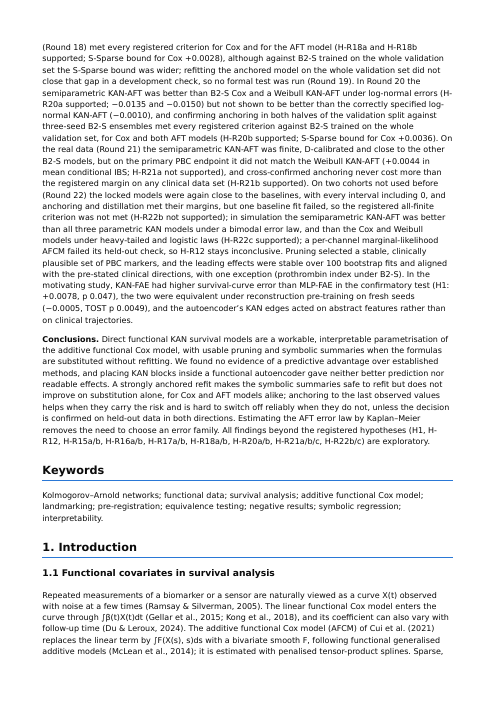 (Round 18) met every registered criterion for Cox and for the AFT model (H-R18a and H-R18b
supported; S-Sparse bound for Cox +0.0028), although against B2-S trained on the whole validation
set the S-Sparse bound was wider; refitting the anchored model on the whole validation set did not
close that gap in a development check, so no formal test was run (Round 19). In Round 20 the
semiparametric KAN-AFT was better than B2-S Cox and a Weibull KAN-AFT under log-normal errors (H-
R20a supported; −0.0135 and −0.0150) but not shown to be better than the correctly specified log-
normal KAN-AFT (−0.0010), and confirming anchoring in both halves of the validation split against
three-seed B2-S ensembles met every registered criterion against B2-S trained on the whole
validation set, for Cox and both AFT models (H-R20b supported; S-Sparse bound for Cox +0.0036). On
the real data (Round 21) the semiparametric KAN-AFT was finite, D-calibrated and close to the other
B2-S models, but on the primary PBC endpoint it did not match the Weibull KAN-AFT (+0.0044 in
mean conditional IBS; H-R21a not supported), and cross-confirmed anchoring never cost more than
the registered margin on any clinical data set (H-R21b supported). On two cohorts not used before
(Round 22) the locked models were again close to the baselines, with every interval including 0, and
anchoring and distillation met their margins, but one baseline fit failed, so the registered all-finite
criterion was not met (H-R22b not supported); in simulation the semiparametric KAN-AFT was better
than all three parametric KAN models under a bimodal error law, and than the Cox and Weibull
models under heavy-tailed and logistic laws (H-R22c supported); a per-channel marginal-likelihood
AFCM failed its held-out check, so H-R12 stays inconclusive. Pruning selected a stable, clinically
plausible set of PBC markers, and the leading effects were stable over 100 bootstrap fits and aligned
with the pre-stated clinical directions, with one exception (prothrombin index under B2-S). In the
motivating study, KAN-FAE had higher survival-curve error than MLP-FAE in the confirmatory test (H1:
+0.0078, p 0.047), the two were equivalent under reconstruction pre-training on fresh seeds
(−0.0005, TOST p 0.0049), and the autoencoder’s KAN edges acted on abstract features rather than
on clinical trajectories.
Conclusions. Direct functional KAN survival models are a workable, interpretable parametrisation of
the additive functional Cox model, with usable pruning and symbolic summaries when the formulas
are substituted without refitting. We found no evidence of a predictive advantage over established
methods, and placing KAN blocks inside a functional autoencoder gave neither better prediction nor
readable effects. A strongly anchored refit makes the symbolic summaries safe to refit but does not
improve on substitution alone, for Cox and AFT models alike; anchoring to the last observed values
helps when they carry the risk and is hard to switch off reliably when they do not, unless the decision
is confirmed on held-out data in both directions. Estimating the AFT error law by Kaplan–Meier
removes the need to choose an error family. All findings beyond the registered hypotheses (H1, H-
R12, H-R15a/b, H-R16a/b, H-R17a/b, H-R18a/b, H-R20a/b, H-R21a/b/c, H-R22b/c) are exploratory.
Keywords
Kolmogorov–Arnold networks; functional data; survival analysis; additive functional Cox model;
landmarking; pre-registration; equivalence testing; negative results; symbolic regression;
interpretability.
1. Introduction
1.1 Functional covariates in survival analysis
Repeated measurements of a biomarker or a sensor are naturally viewed as a curve X(t) observed
with noise at a few times (Ramsay & Silverman, 2005). The linear functional Cox model enters the
curve through ∫β(t)X(t)dt (Gellar et al., 2015; Kong et al., 2018), and its coefficient can also vary with
follow-up time (Du & Leroux, 2024). The additive functional Cox model (AFCM) of Cui et al. (2021)
replaces the linear term by ∫F(X(s), s)ds with a bivariate smooth F, following functional generalised
additive models (McLean et al., 2014); it is estimated with penalised tensor-product splines. Sparse,